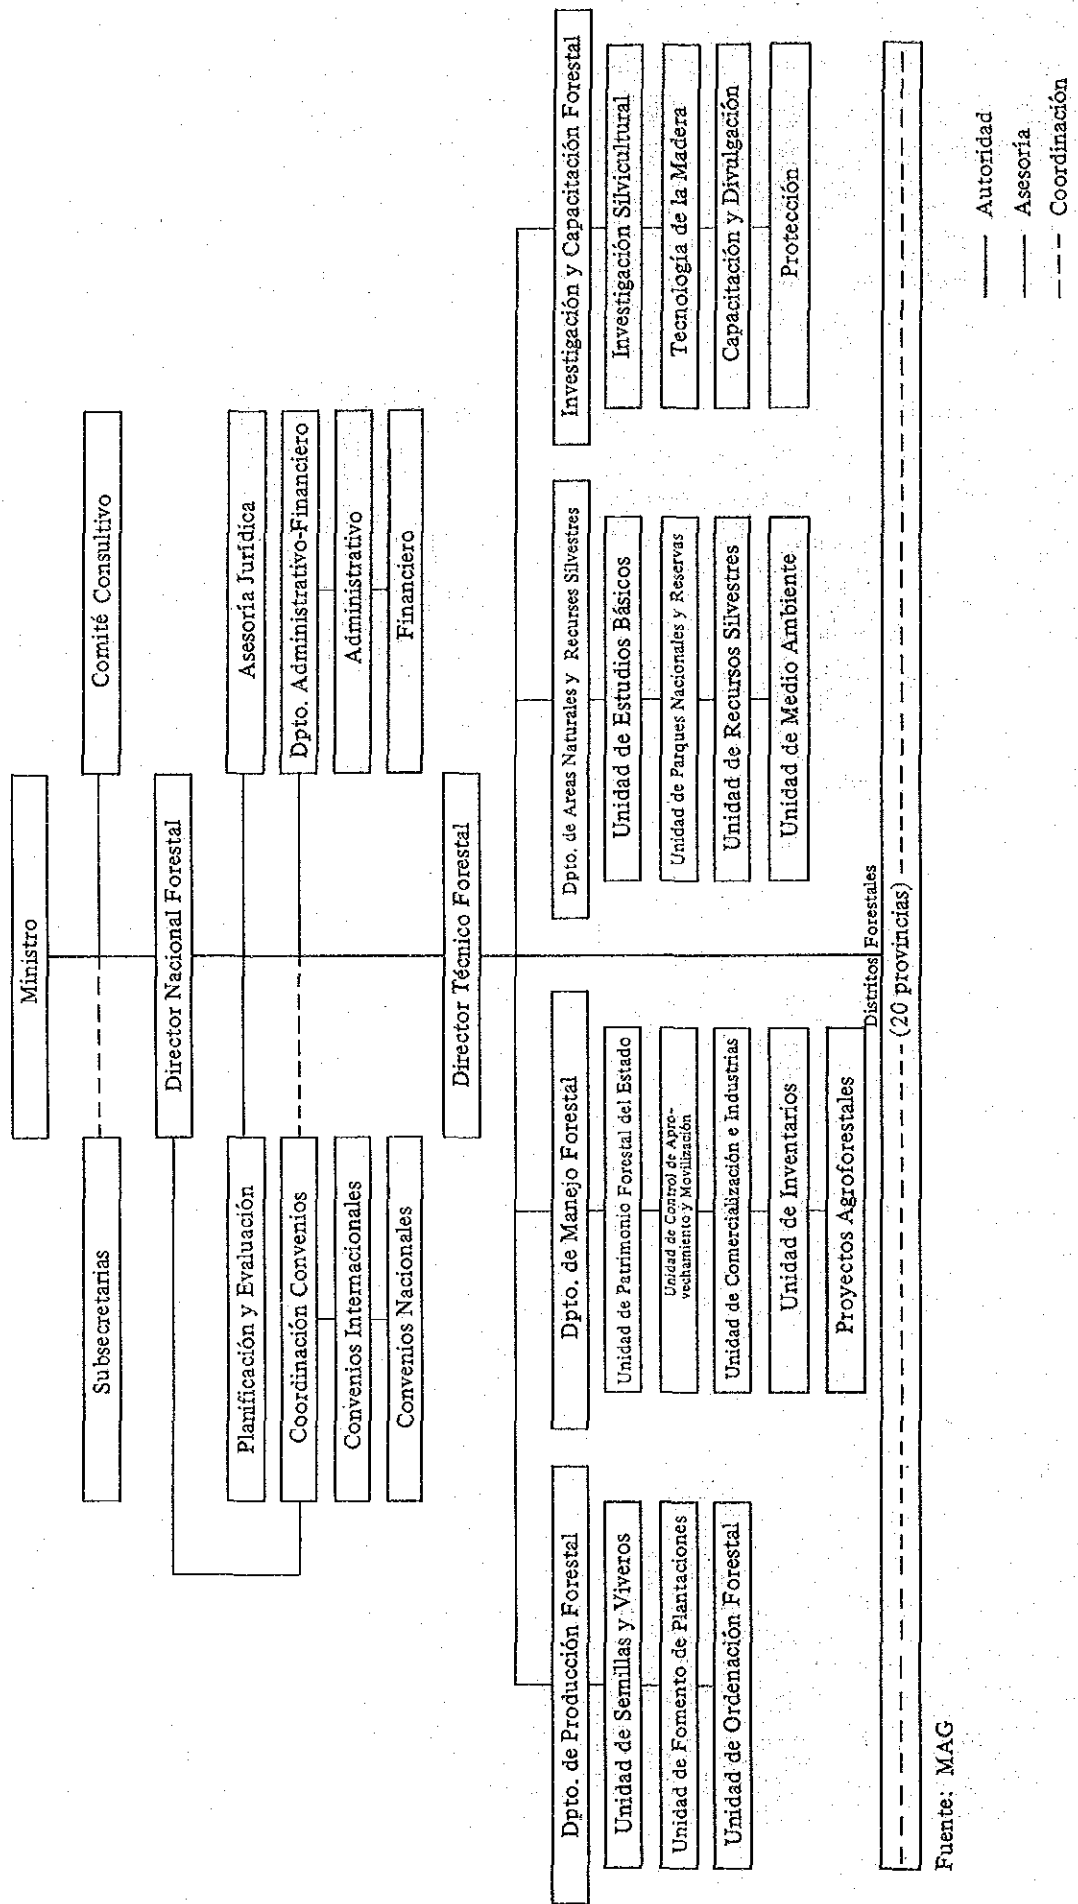 Ministro
Subsecretarias
Comité Consultivo
Director Nacional Forestal
Planificación y Evaluación
Asesoría Jurídica
Coordinación Convenios
Dpto. Administrativo-Financiero
Convenios Internacionales
Administrativo
Convenios Nacionales
Financiero
Director Técnico Forestal
Dpto. de Producción Forestal
Unidad de Semillas y Viveros
Unidad de Fomento de Plantaciones
Unidad de Ordenación Forestal
Dpto. de Manejo Forestal
Unidad de Patrimonio Forestal del Estado
Unidad de Control de Apro-
vechamiento y Movilización
Unidad de Comercialización e Industrias
Unidad de Inventarios
Proyectos Agroforestales
Dpto. de Areas Naturales y Recurses Silvestres
Unidad de Estudios Básicos
Unidad de Parques Nacionales y Reservas
Unidad de Recursos Silvestres
Unidad de Medio Ambiente
Investigación y Capacitación Forestal
Investigación Silvicultural
Tecnología de la Madera
Capacitación y Divulgación
Protección
Distritos Forestales
(20 provincias)
Fuente: MAG
Autoridad
Asesoría
Coordinación